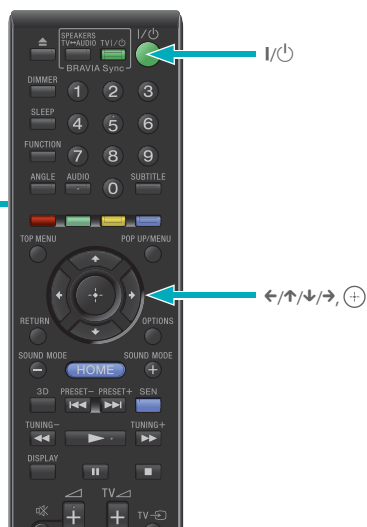 SPEAKERS
TV↔AUDIO TV I/⏻ I/⏻
BRAVIA Sync
I/⏻
DIMMER
1 2 3
SLEEP
4 5 6
FUNCTION
7 8 9
ANGLE AUDIO SUBTITLE
0
TOP MENU POP UP/MENU
←/↑/↓/→,
RETURN OPTIONS
SOUND MODE SOUND MODE
− HOME +
3D PRESET− PRESET+ SEN
TUNING− TUNING+
DISPLAY
TV
+ + TV